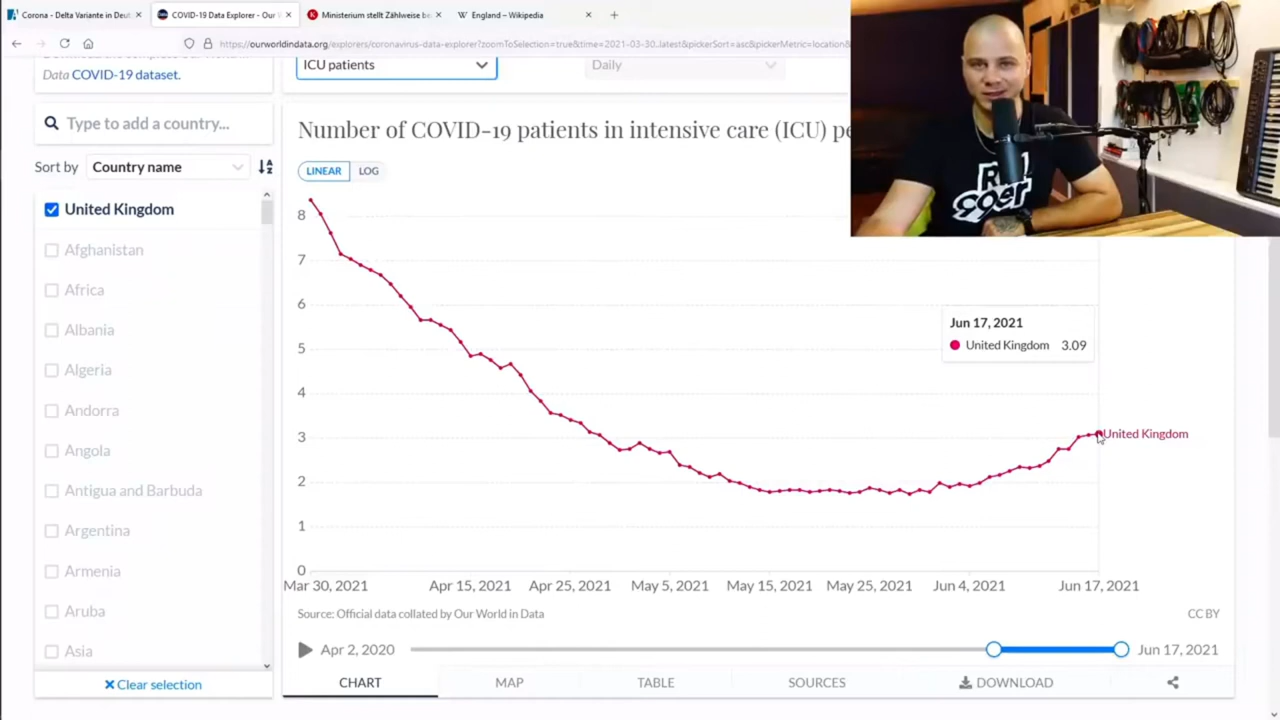 Corona - Delta Variante in Deut
COVID-19 Data Explorer - Our
Ministerium stellt Zählweise be
England – Wikipedia
https://ourworldindata.org/explorers/coronavirus-data-explorer?zoomToSelection=true&time=2021-03-30..latest&pickerSort=asc&pickerMetric=location&
Data COVID-19 dataset.
ICU patients
Daily
Type to add a country...
Sort by Country name
United Kingdom
Afghanistan
Africa
Albania
Algeria
Andorra
Angola
Antigua and Barbuda
Argentina
Armenia
Aruba
Asia
Clear selection
Number of COVID-19 patients in intensive care (ICU) pe
LINEAR LOG
8
7
6
5
4
3
2
1
0
Jun 17, 2021
United Kingdom 3.09
United Kingdom
Mar 30, 2021 Apr 15, 2021 Apr 25, 2021 May 5, 2021 May 15, 2021 May 25, 2021 Jun 4, 2021 Jun 17, 2021
Source: Official data collated by Our World in Data
CC BY
Apr 2, 2020
Jun 17, 2021
CHART MAP TABLE SOURCES DOWNLOAD
90er